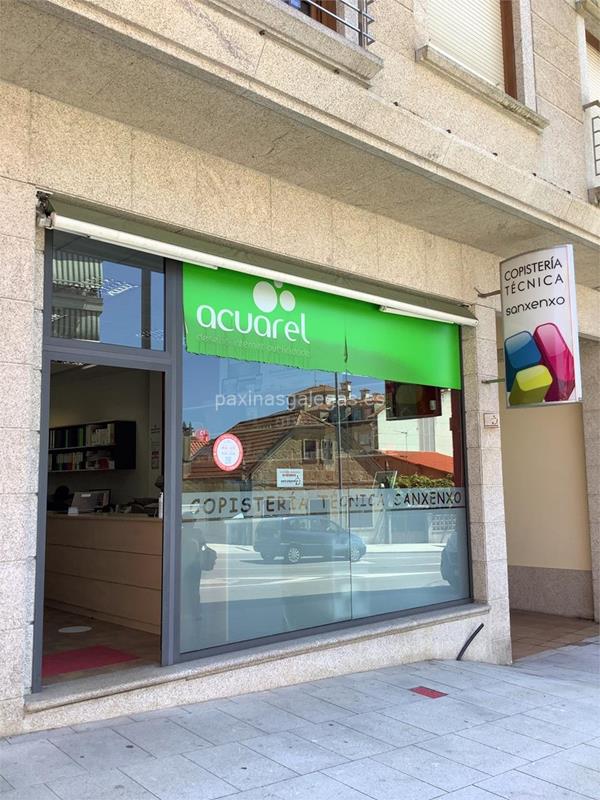 COPISTERÍA
TÉCNICA
sanxenxo
acuarel
paxinasgalegas.es
COPISTERÍA TÉCNICA SANXENXO